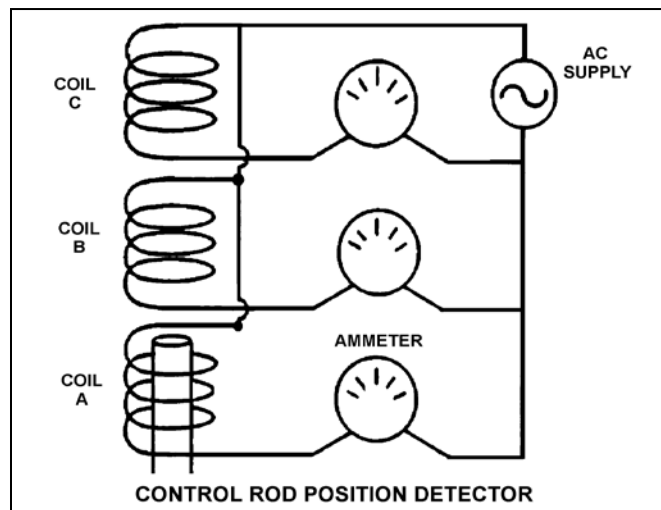 COIL
C
AC
SUPPLY
COIL
B
AMMETER
COIL
A
CONTROL ROD POSITION DETECTOR